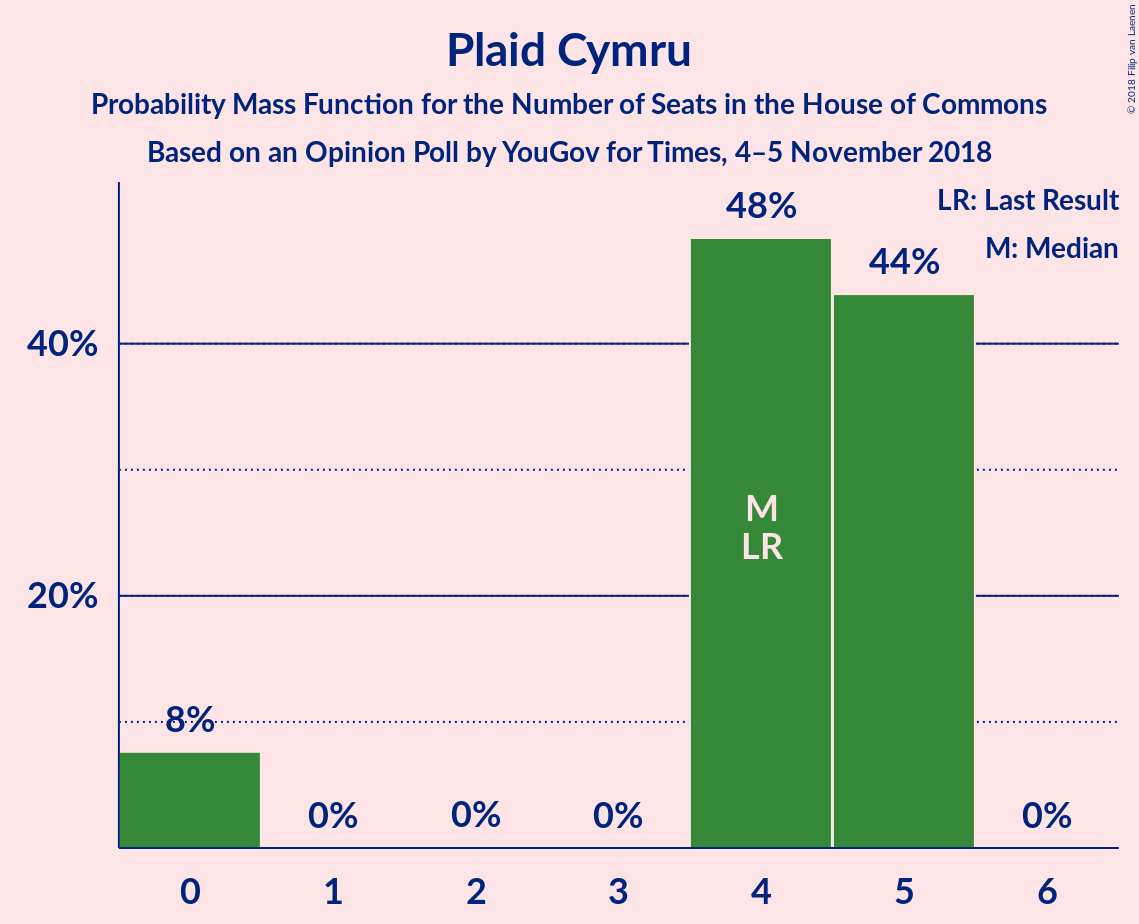 Plaid Cymru
Probability Mass Function for the Number of Seats in the House of Commons
Based on an Opinion Poll by YouGov for Times, 4–5 November 2018
© 2018 Filip van Laenen
LR: Last Result
M: Median
48%
44%
40%
20%
M
LR
8%
0%
0%
0%
0%
0
1
2
3
4
5
6